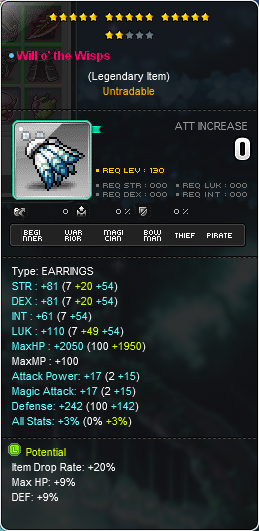 Will o' the Wisps
(Legendary Item)
Untradable
ATT INCREASE
0
REQ LEV : 130
REQ STR : 000 REQ LUK : 000
REQ DEX : 000 REQ INT : 000
0 0 % 0 %
BEGINNER WARRIOR MAGICIAN BOWMAN THIEF PIRATE
Type: EARRINGS
STR : +81 (7 +20 +54)
DEX : +81 (7 +20 +54)
INT : +61 (7 +54)
LUK : +110 (7 +49 +54)
MaxHP : +2050 (100 +1950)
MaxMP : +100
Attack Power: +17 (2 +15)
Magic Attack: +17 (2 +15)
Defense: +242 (100 +142)
All Stats: +3% (0% +3%)
L Potential
Item Drop Rate: +20%
Max HP: +9%
DEF: +9%